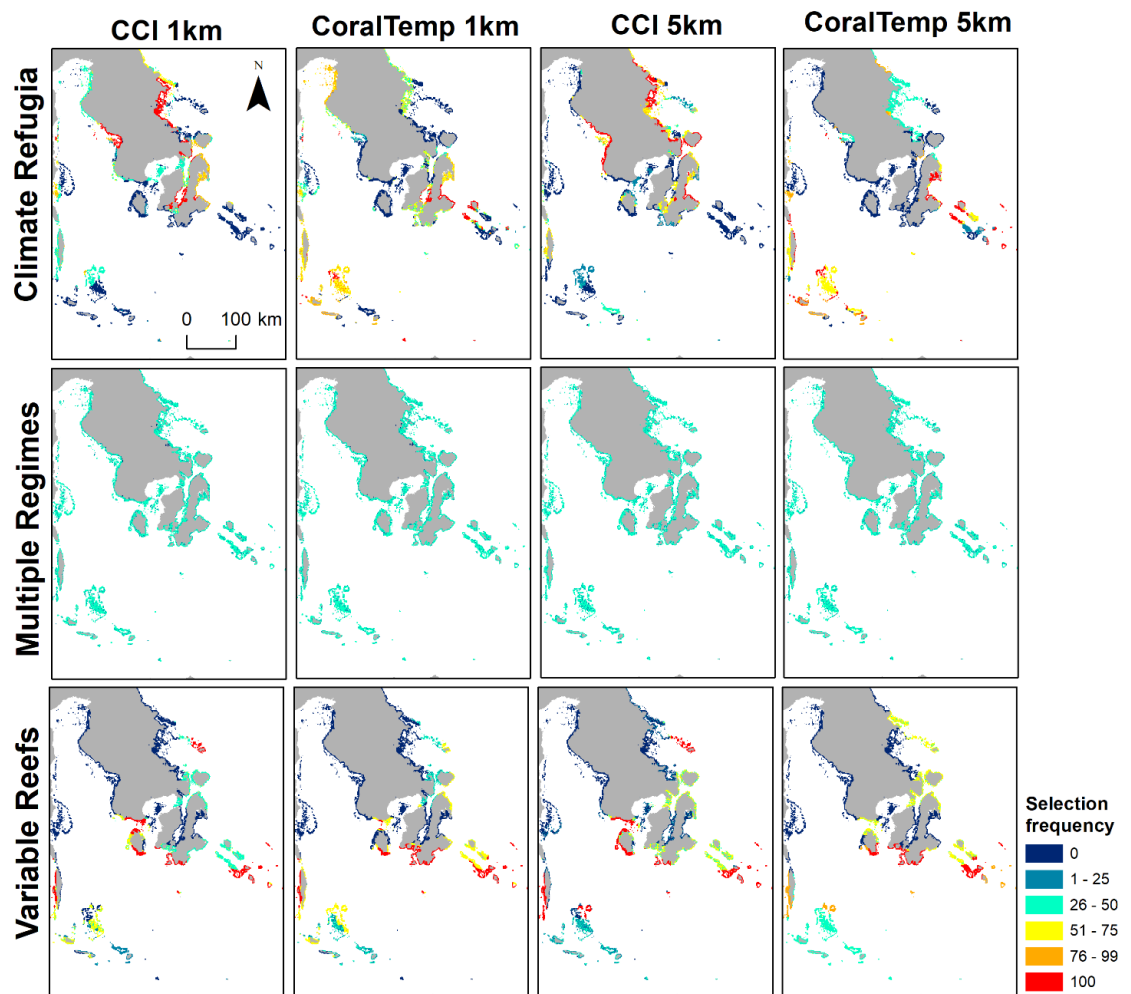 CCI 1km
CoralTemp 1km
CCI 5km
CoralTemp 5km
Climate Refugia
N
0 100 km
Multiple Regimes
Variable Reefs
Selection
frequency
0
1 - 25
26 - 50
51 - 75
76 - 99
100